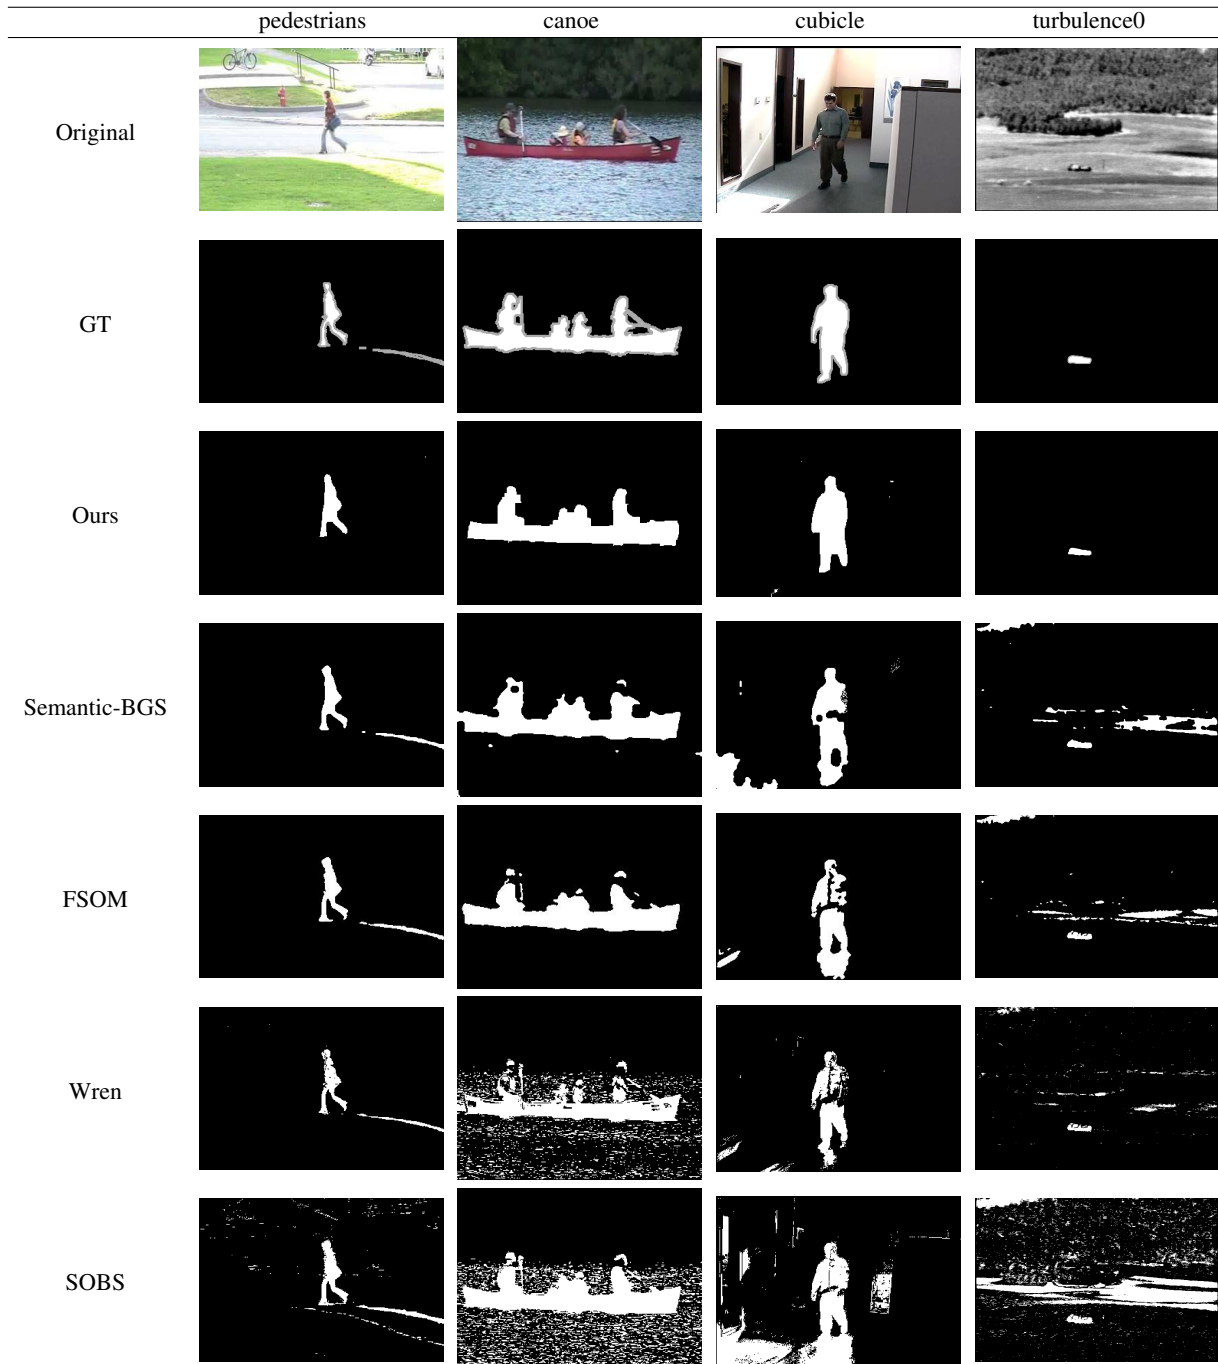 pedestrians canoe cubicle turbulence0
Original
GT
Ours
Semantic-BGS
FSOM
Wren
SOBS